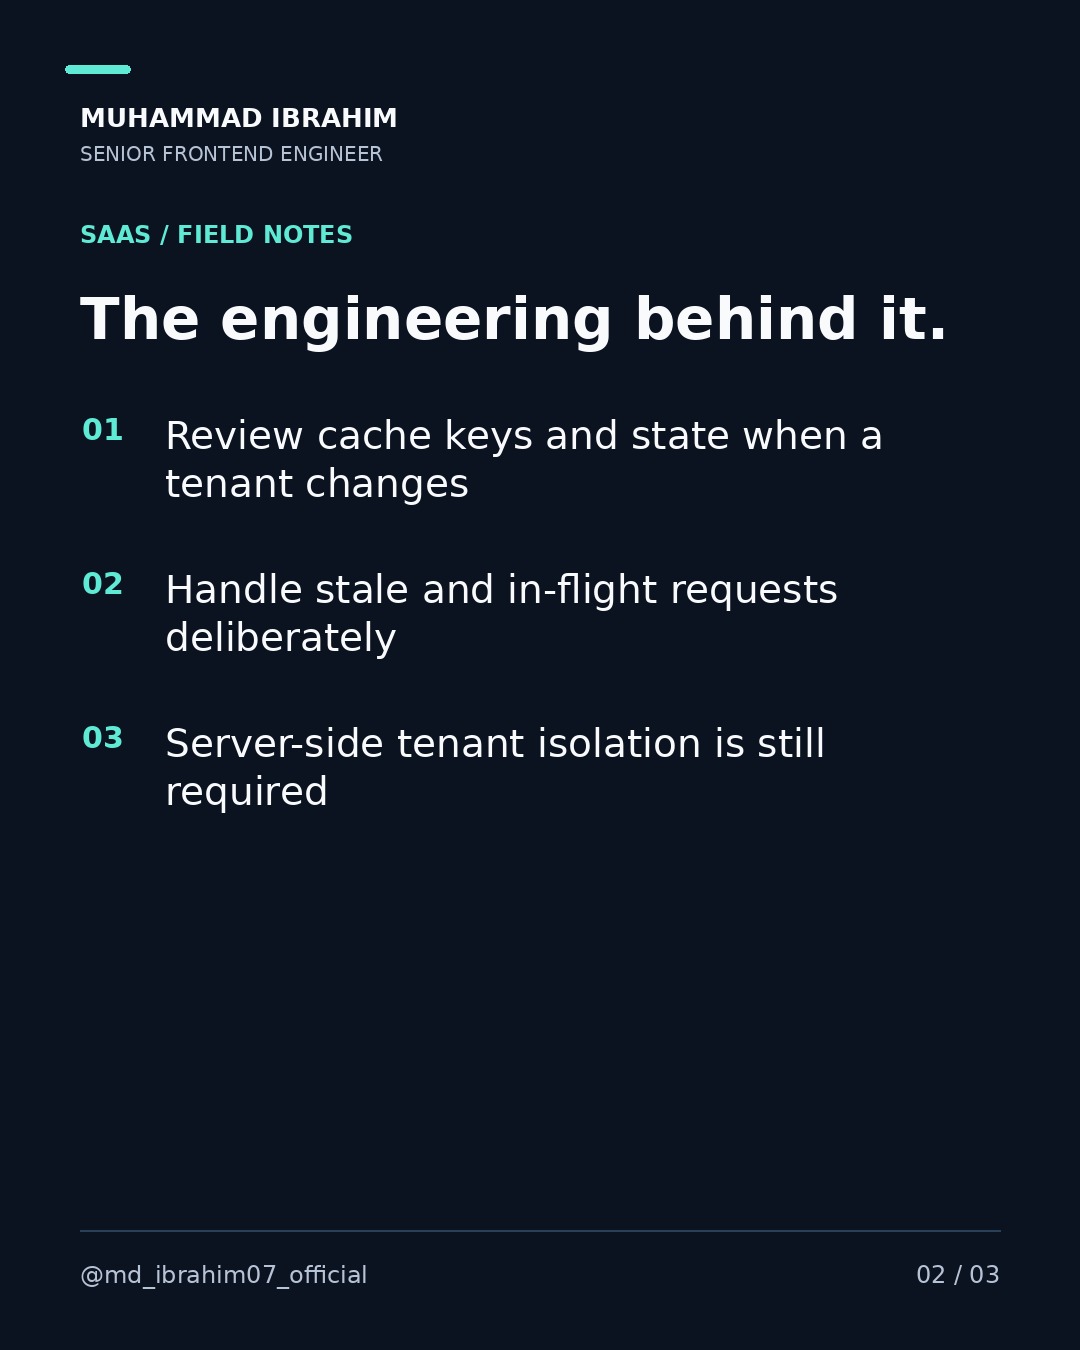 MUHAMMAD IBRAHIM
SENIOR FRONTEND ENGINEER
SAAS / FIELD NOTES
The engineering behind it.
01 Review cache keys and state when a
tenant changes
02 Handle stale and in-flight requests
deliberately
03 Server-side tenant isolation is still
required
@md_ibrahim07_official 02 / 03